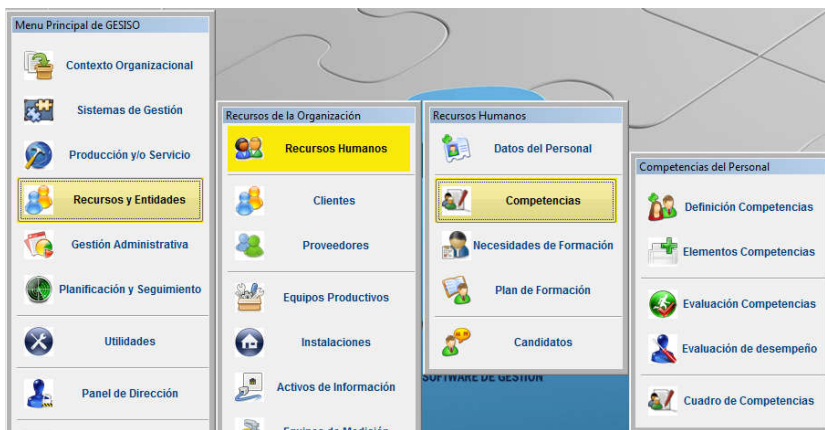 Menu Principal de GESISO
Contexto Organizacional
Sistemas de Gestión
Producción y/o Servicio
Recursos y Entidades
Gestión Administrativa
Planificación y Seguimiento
Utilidades
Panel de Dirección
Recursos de la Organización
Recursos Humanos
Clientes
Proveedores
Equipos Productivos
Instalaciones
Activos de Información
Equipos de Medición
Recursos Humanos
Datos del Personal
Competencias
Necesidades de Formación
Plan de Formación
Candidatos
SOFTWARE DE GESTION
Competencias del Personal
Definición Competencias
Elementos Competencias
Evaluación Competencias
Evaluación de desempeño
Cuadro de Competencias